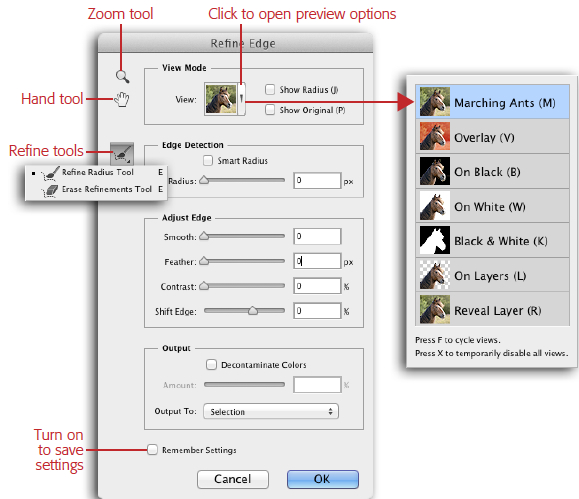 Zoom tool
Click to open preview options
Refine Edge
View Mode
Hand tool
View:
Show Radius (J)
Show Original (P)
Refine tools
Refine Radius Tool E
Erase Refinements Tool E
Edge Detection
Smart Radius
Radius: 0 px
Adjust Edge
Smooth: 0
Feather: 0 px
Contrast: 0 %
Shift Edge: 0 %
Output
Decontaminate Colors
Amount: %
Output To: Selection
Turn on
to save
settings
Remember Settings
Cancel
OK
Marching Ants (M)
Overlay (V)
On Black (B)
On White (W)
Black & White (K)
On Layers (L)
Reveal Layer (R)
Press F to cycle views.
Press X to temporarily disable all views.